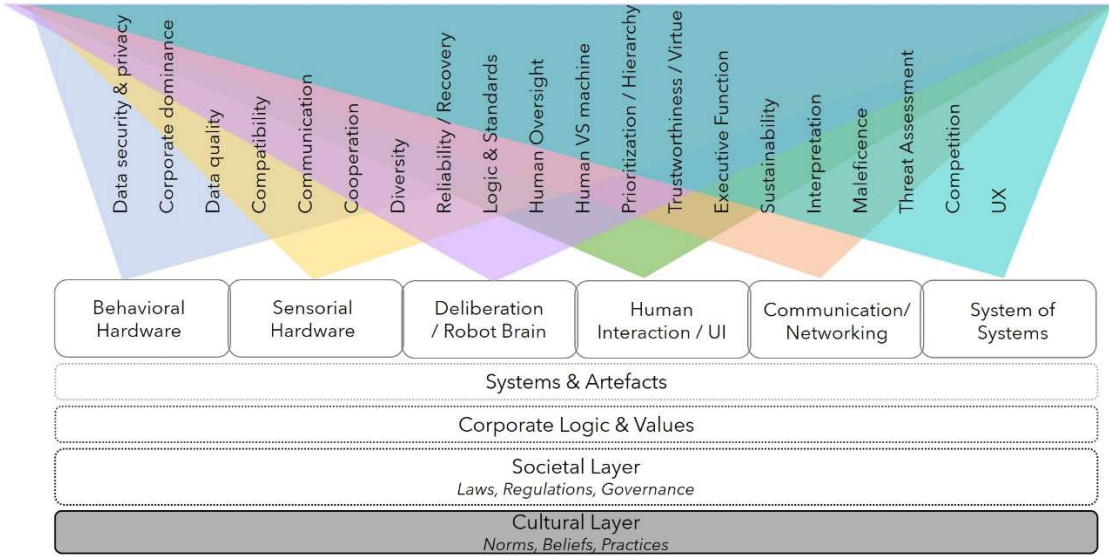 Data security & privacy
Corporate dominance
Data quality
Compatibility
Communication
Cooperation
Diversity
Reliability / Recovery
Logic & Standards
Human Oversight
Human VS machine
Prioritization / Hierarchy
Trustworthiness / Virtue
Executive Function
Sustainability
Interpretation
Maleficence
Threat Assessment
Competition
UX
Behavioral
Hardware
Sensorial
Hardware
Deliberation
/ Robot Brain
Human
Interaction / UI
Communication/
Networking
System of
Systems
Systems & Artefacts
Corporate Logic & Values
Societal Layer
Laws, Regulations, Governance
Cultural Layer
Norms, Beliefs, Practices